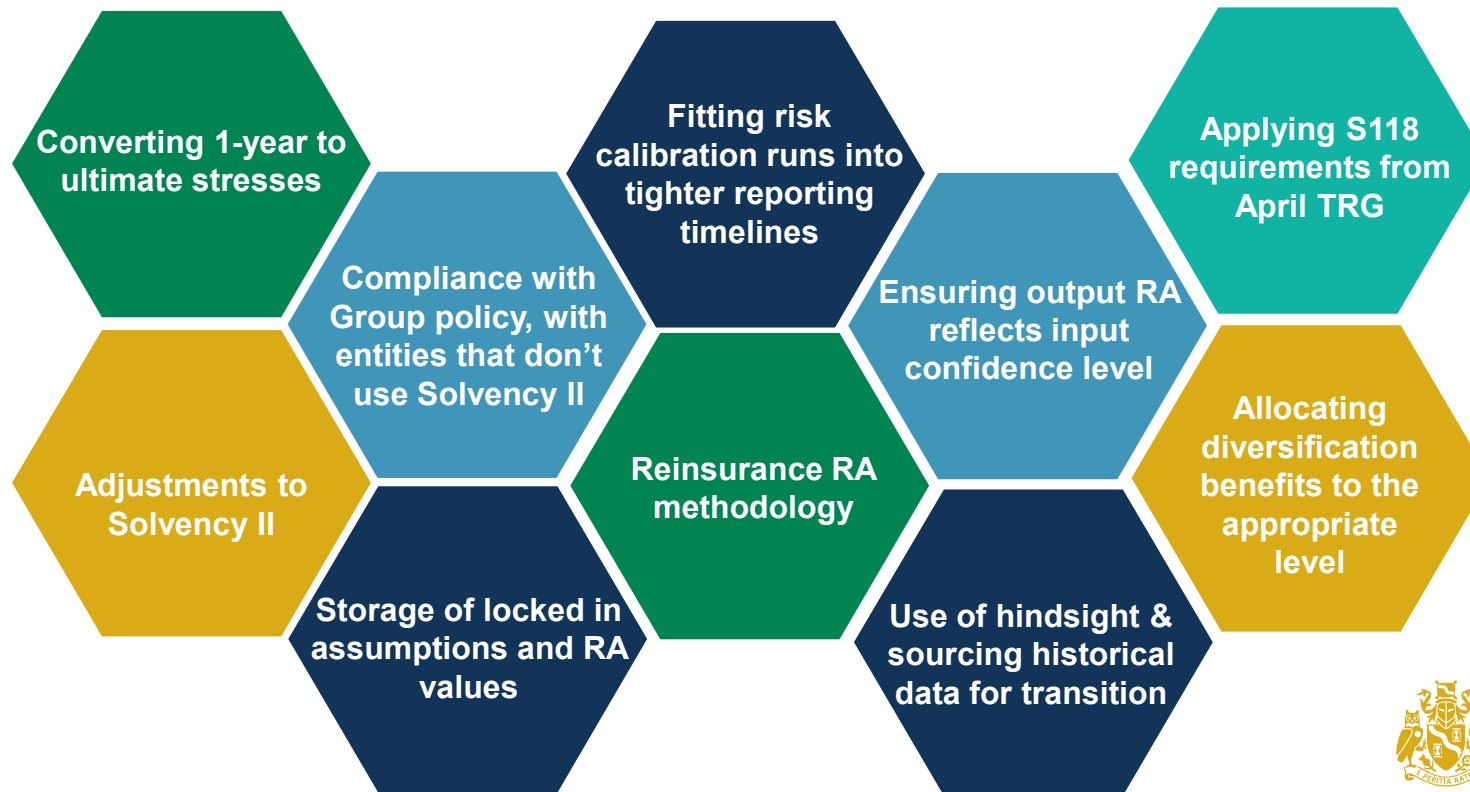 Converting 1-year to
ultimate stresses
Fitting risk
calibration runs into
tighter reporting
timelines
Applying S118
requirements from
April TRG
Compliance with
Group policy, with
entities that don’t
use Solvency II
Ensuring output RA
reflects input
confidence level
Adjustments to
Solvency II
Reinsurance RA
methodology
Allocating
diversification
benefits to the
appropriate
level
Storage of locked in
assumptions and RA
values
Use of hindsight &
sourcing historical
data for transition